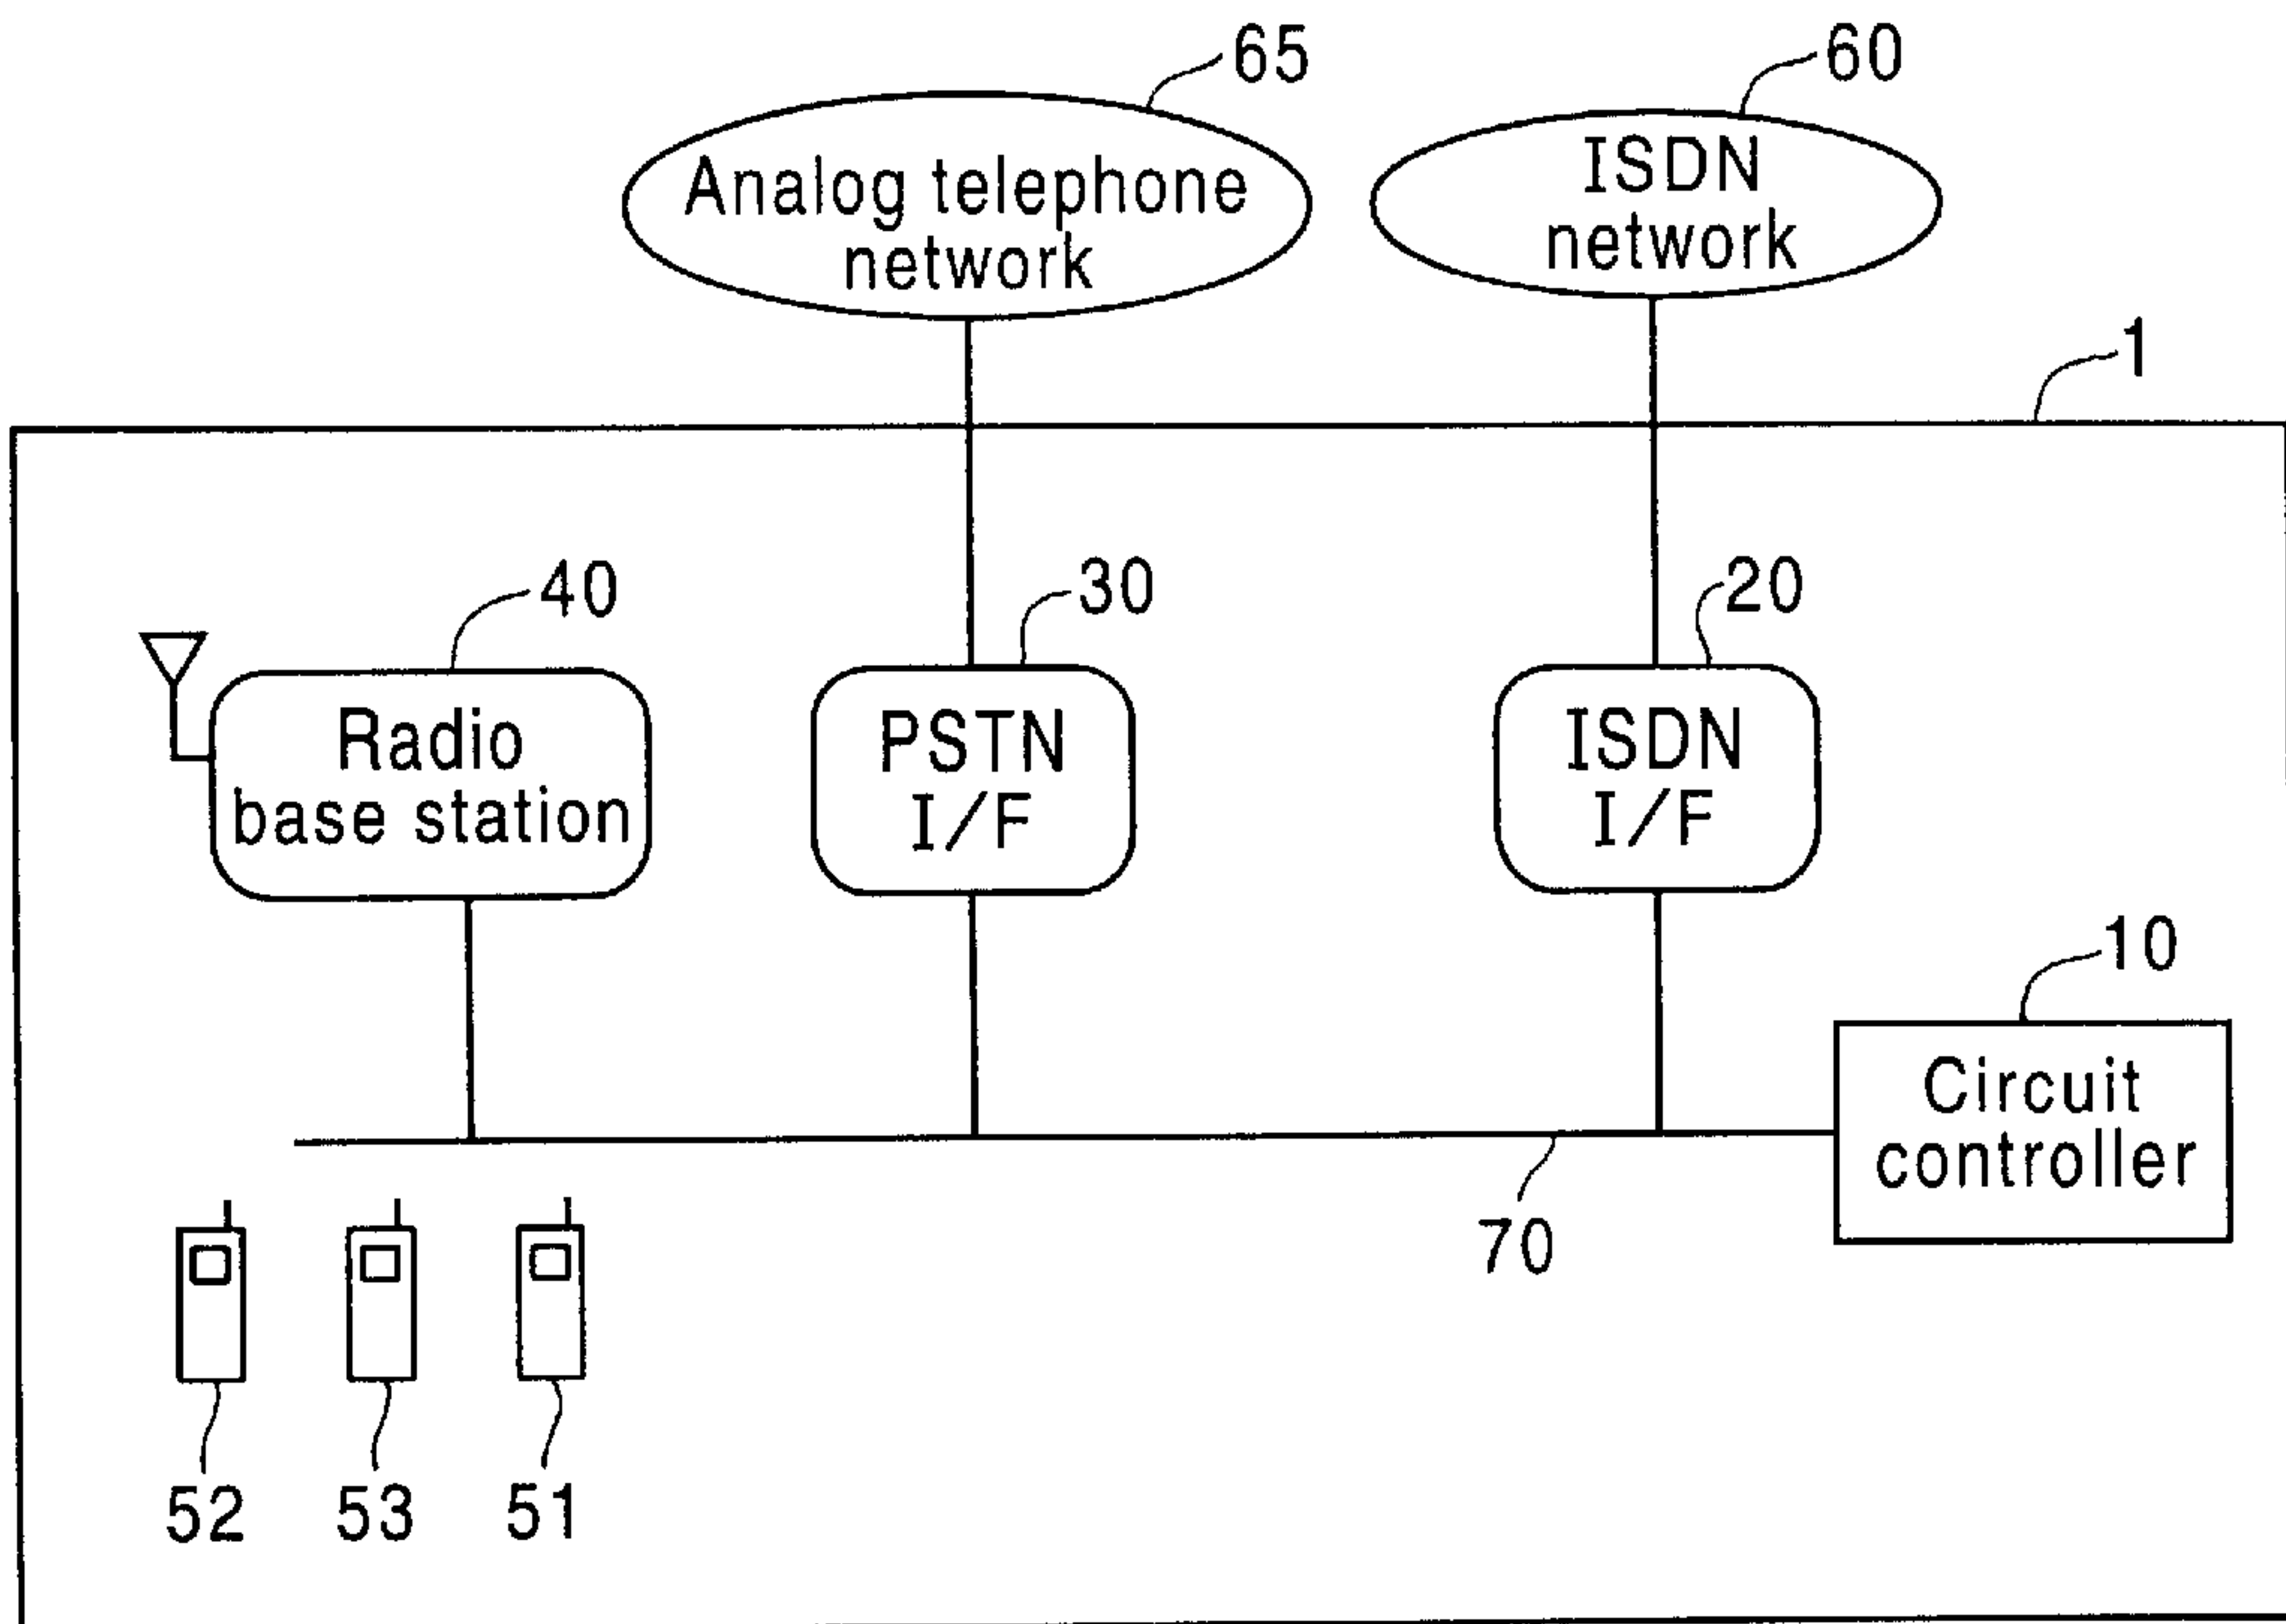 65
60
Analog telephone
network
ISDN
network
1
40
30
20
Radio
base station
PSTN
I/F
ISDN
I/F
10
Circuit
controller
70
52
53
51